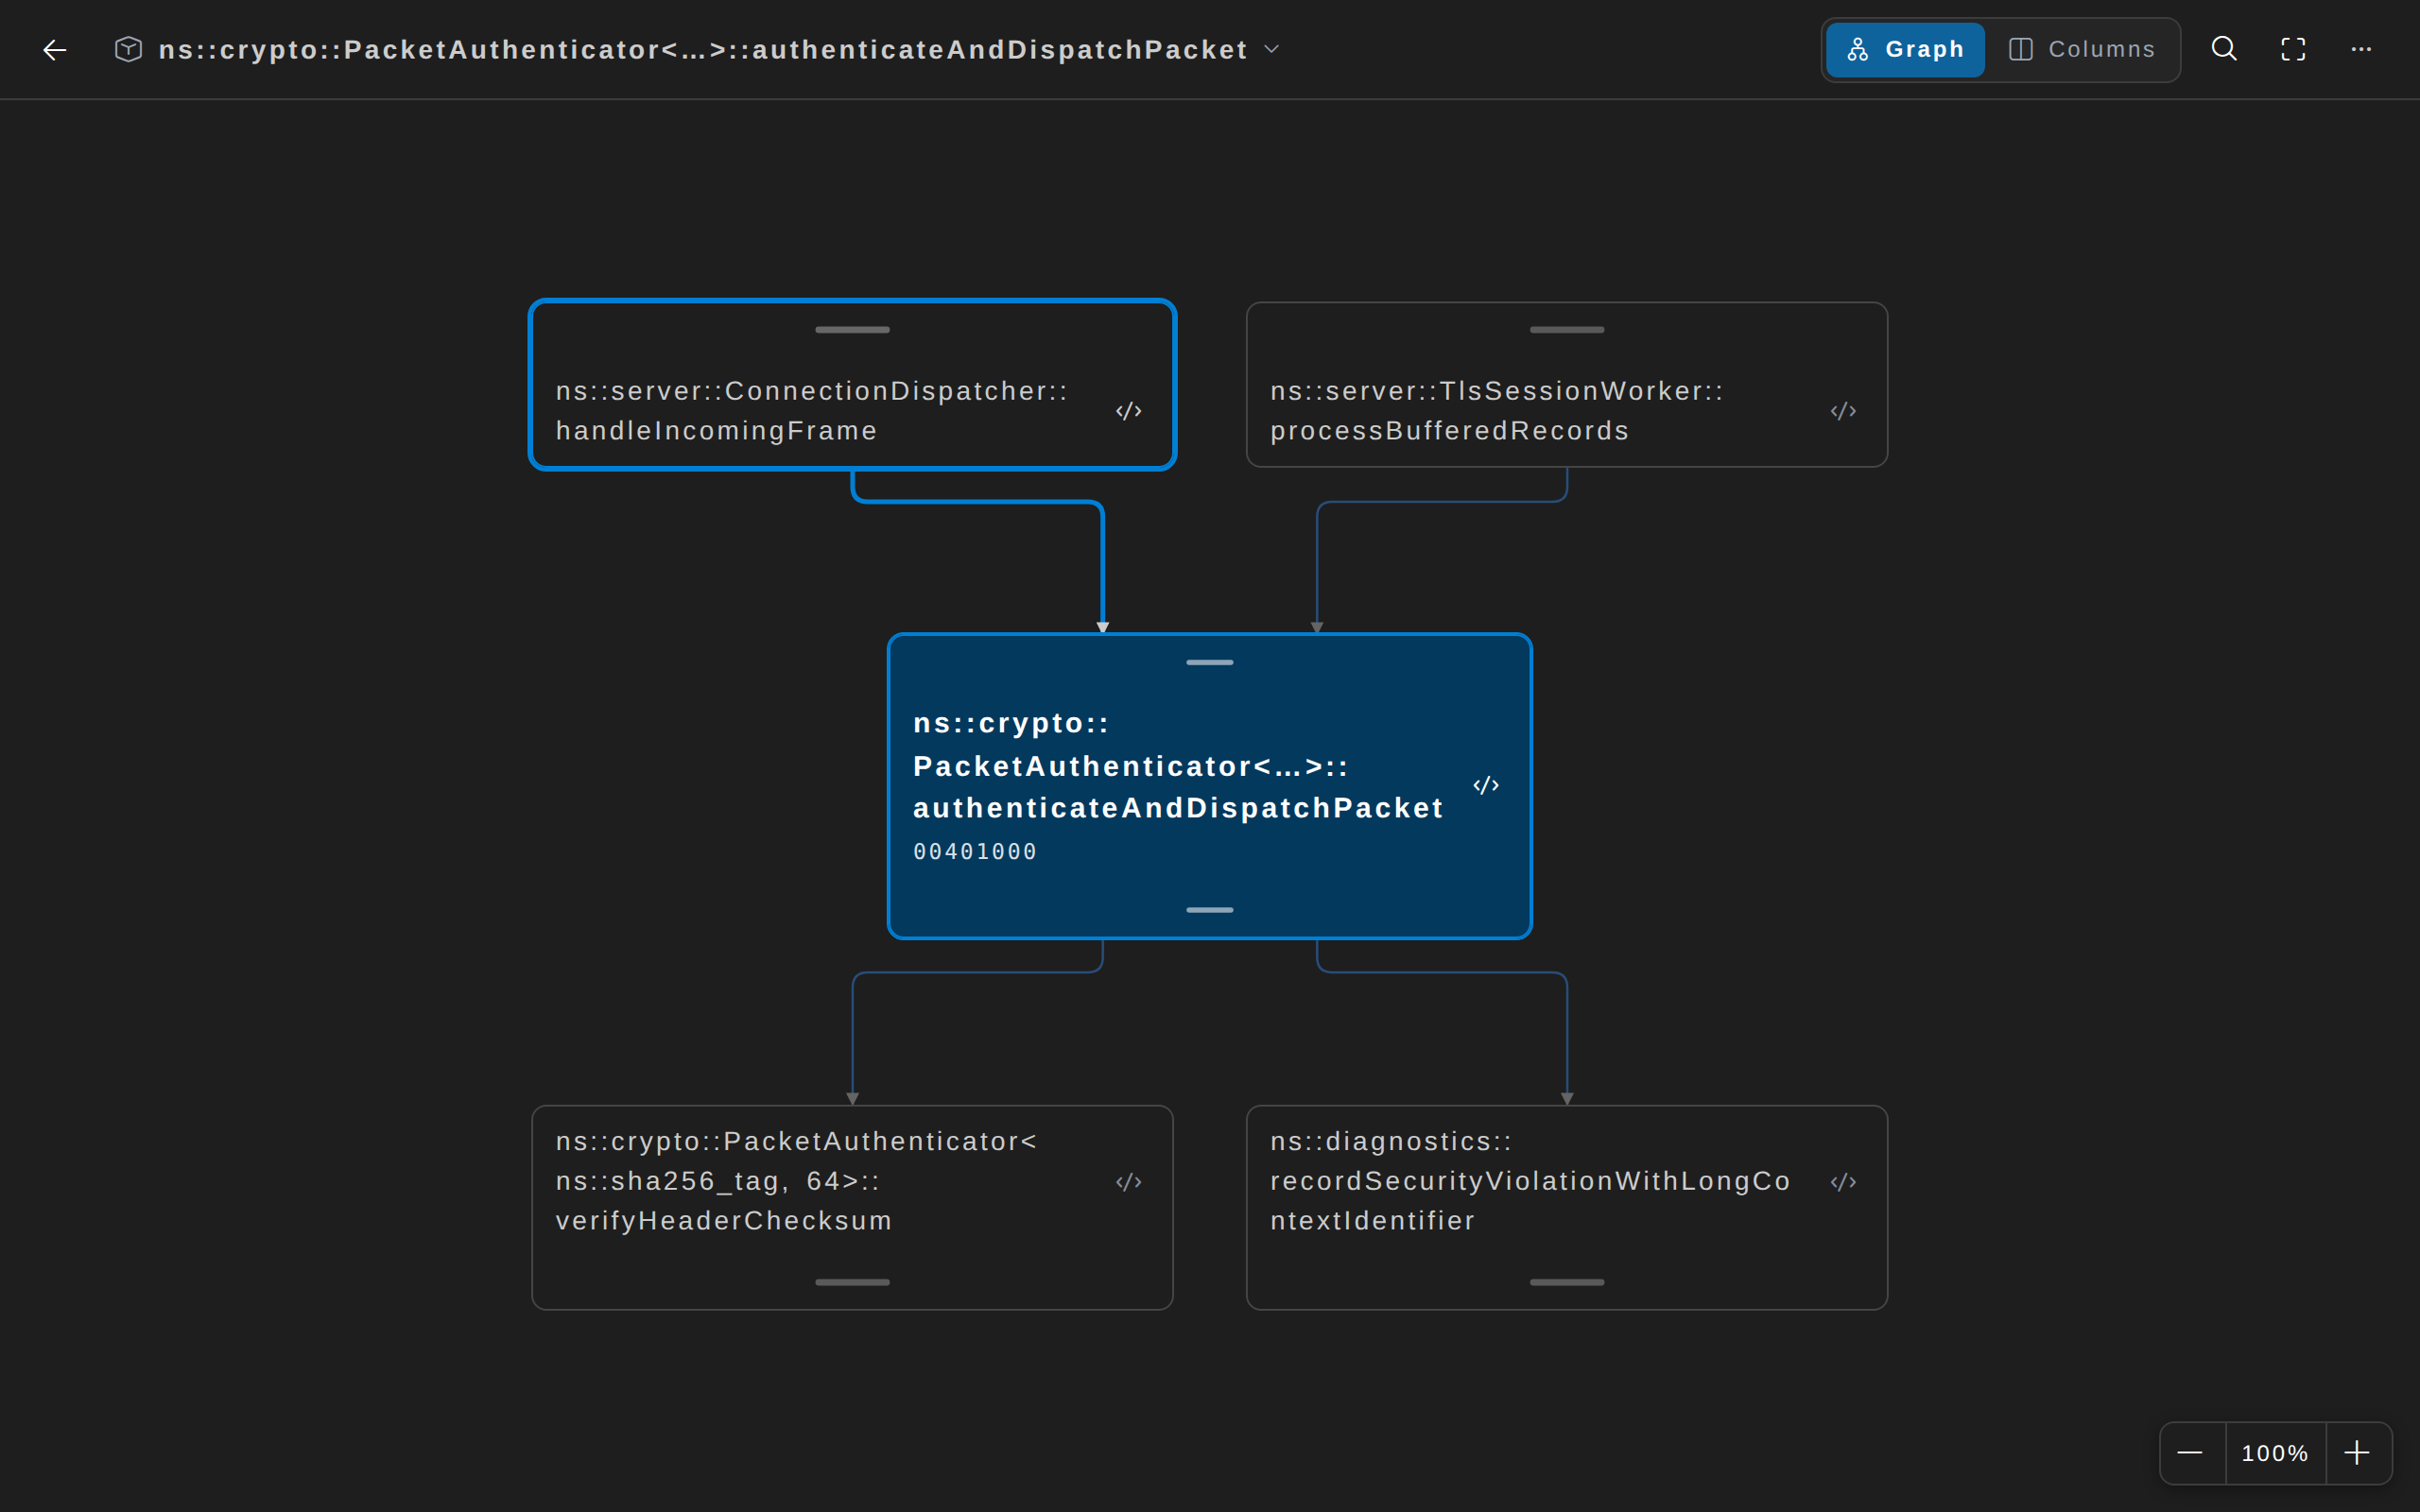 ns::crypto::PacketAuthenticator<…>::authenticateAndDispatchPacket
Graph
Columns
ns::server::ConnectionDispatcher::
handleIncomingFrame
ns::server::TlsSessionWorker::
processBufferedRecords
ns::crypto::
PacketAuthenticator<…>::
authenticateAndDispatchPacket
00401000
ns::crypto::PacketAuthenticator<
ns::sha256_tag, 64>::
verifyHeaderChecksum
ns::diagnostics::
recordSecurityViolationWithLongCo
ntextIdentifier
100%